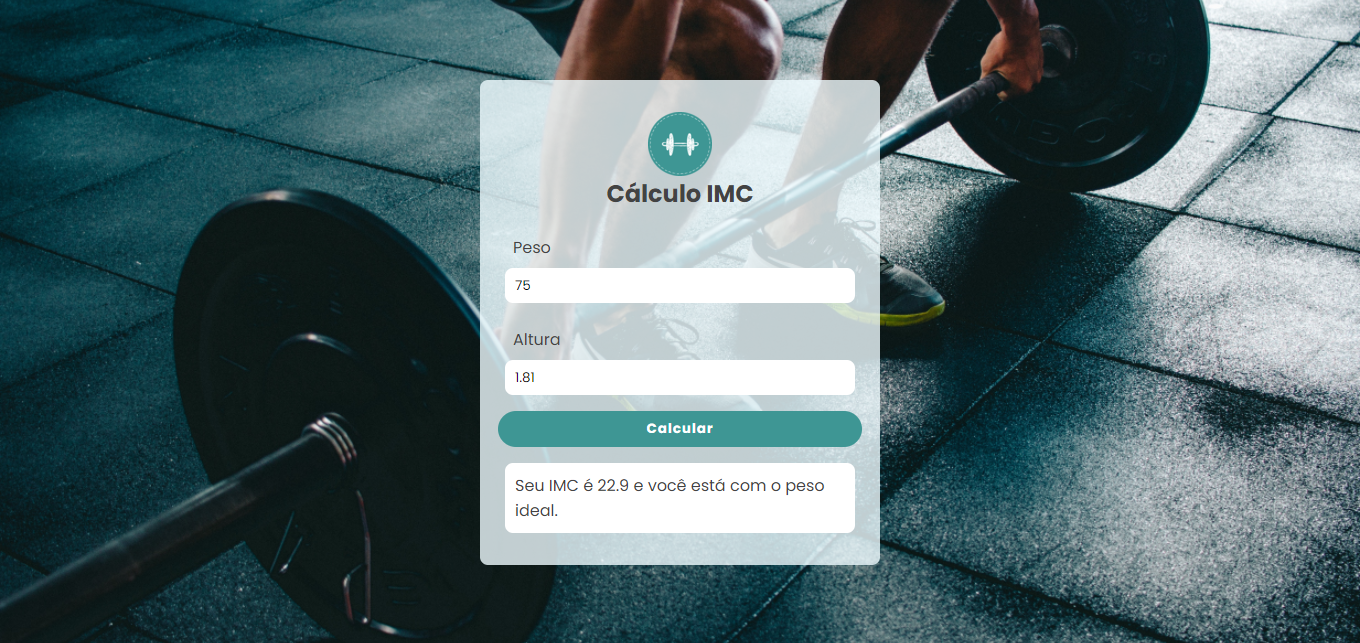 Cálculo IMC
Peso
75
Altura
1.81
Calcular
Seu IMC é 22.9 e você está com o peso
ideal.